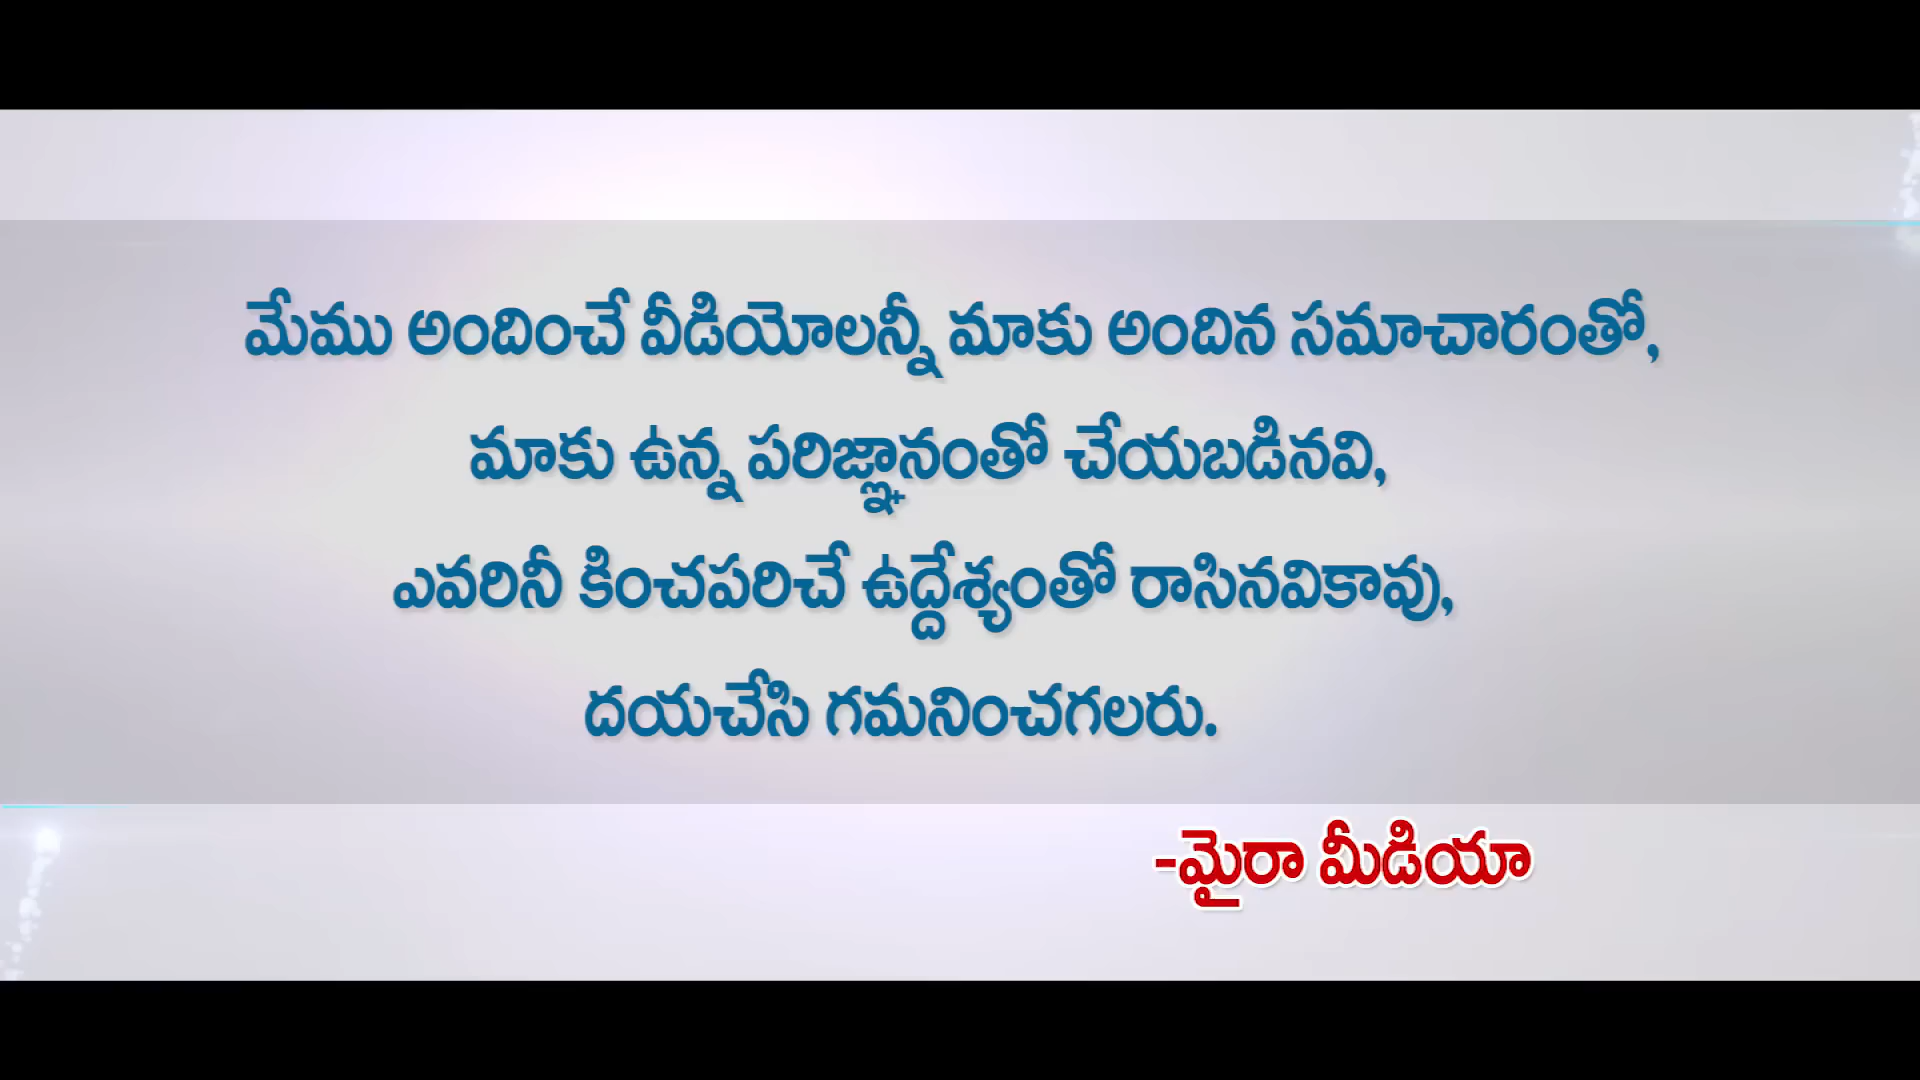 మేము అందించే వీడియోలన్నీ మాకు అందిన సమాచారంతో,
మాకు ఉన్న పరిజ్ఞానంతో చేయబడినవి,
ఎవరినీ కించపరిచే ఉద్దేశ్యంతో రాసినవికావు,
దయచేసి గమనించగలరు.
-మైరా మీడియా